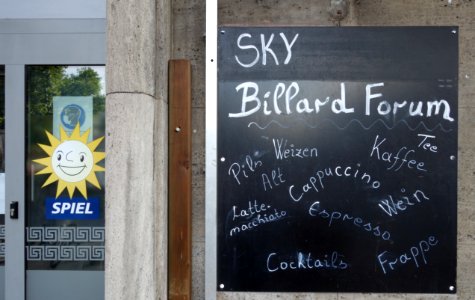 SPIEL
SKY
Billard Forum
Tee
Pils Weizen
Kaffee
Alt
Cappuccino
Wein
Latte
macchiato
Espresso
Cocktails
Frappe